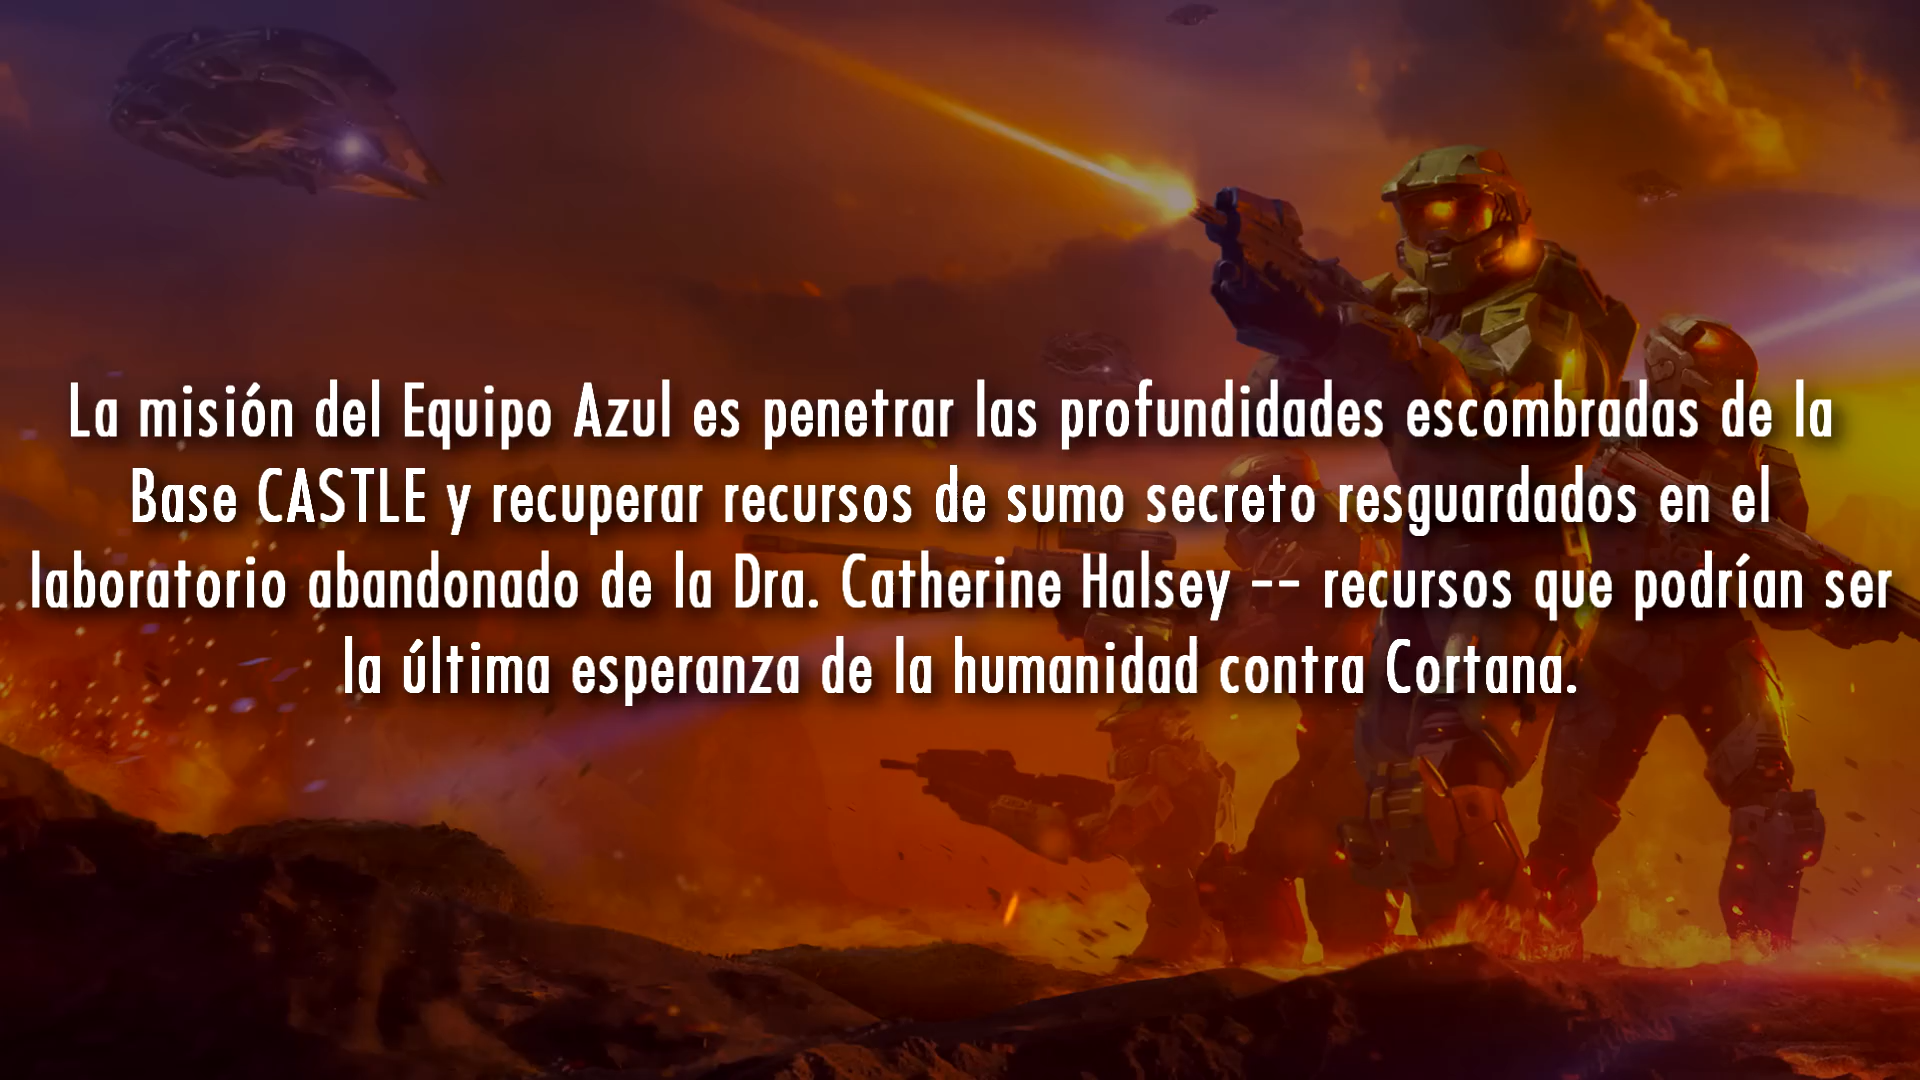 La misión del Equipo Azul es penetrar las profundidades escombradas de la
Base CASTLE y recuperar recursos de sumo secreto resguardados en el
laboratorio abandonado de la Dra. Catherine Halsey -- recursos que podrían ser
la última esperanza de la humanidad contra Cortana.